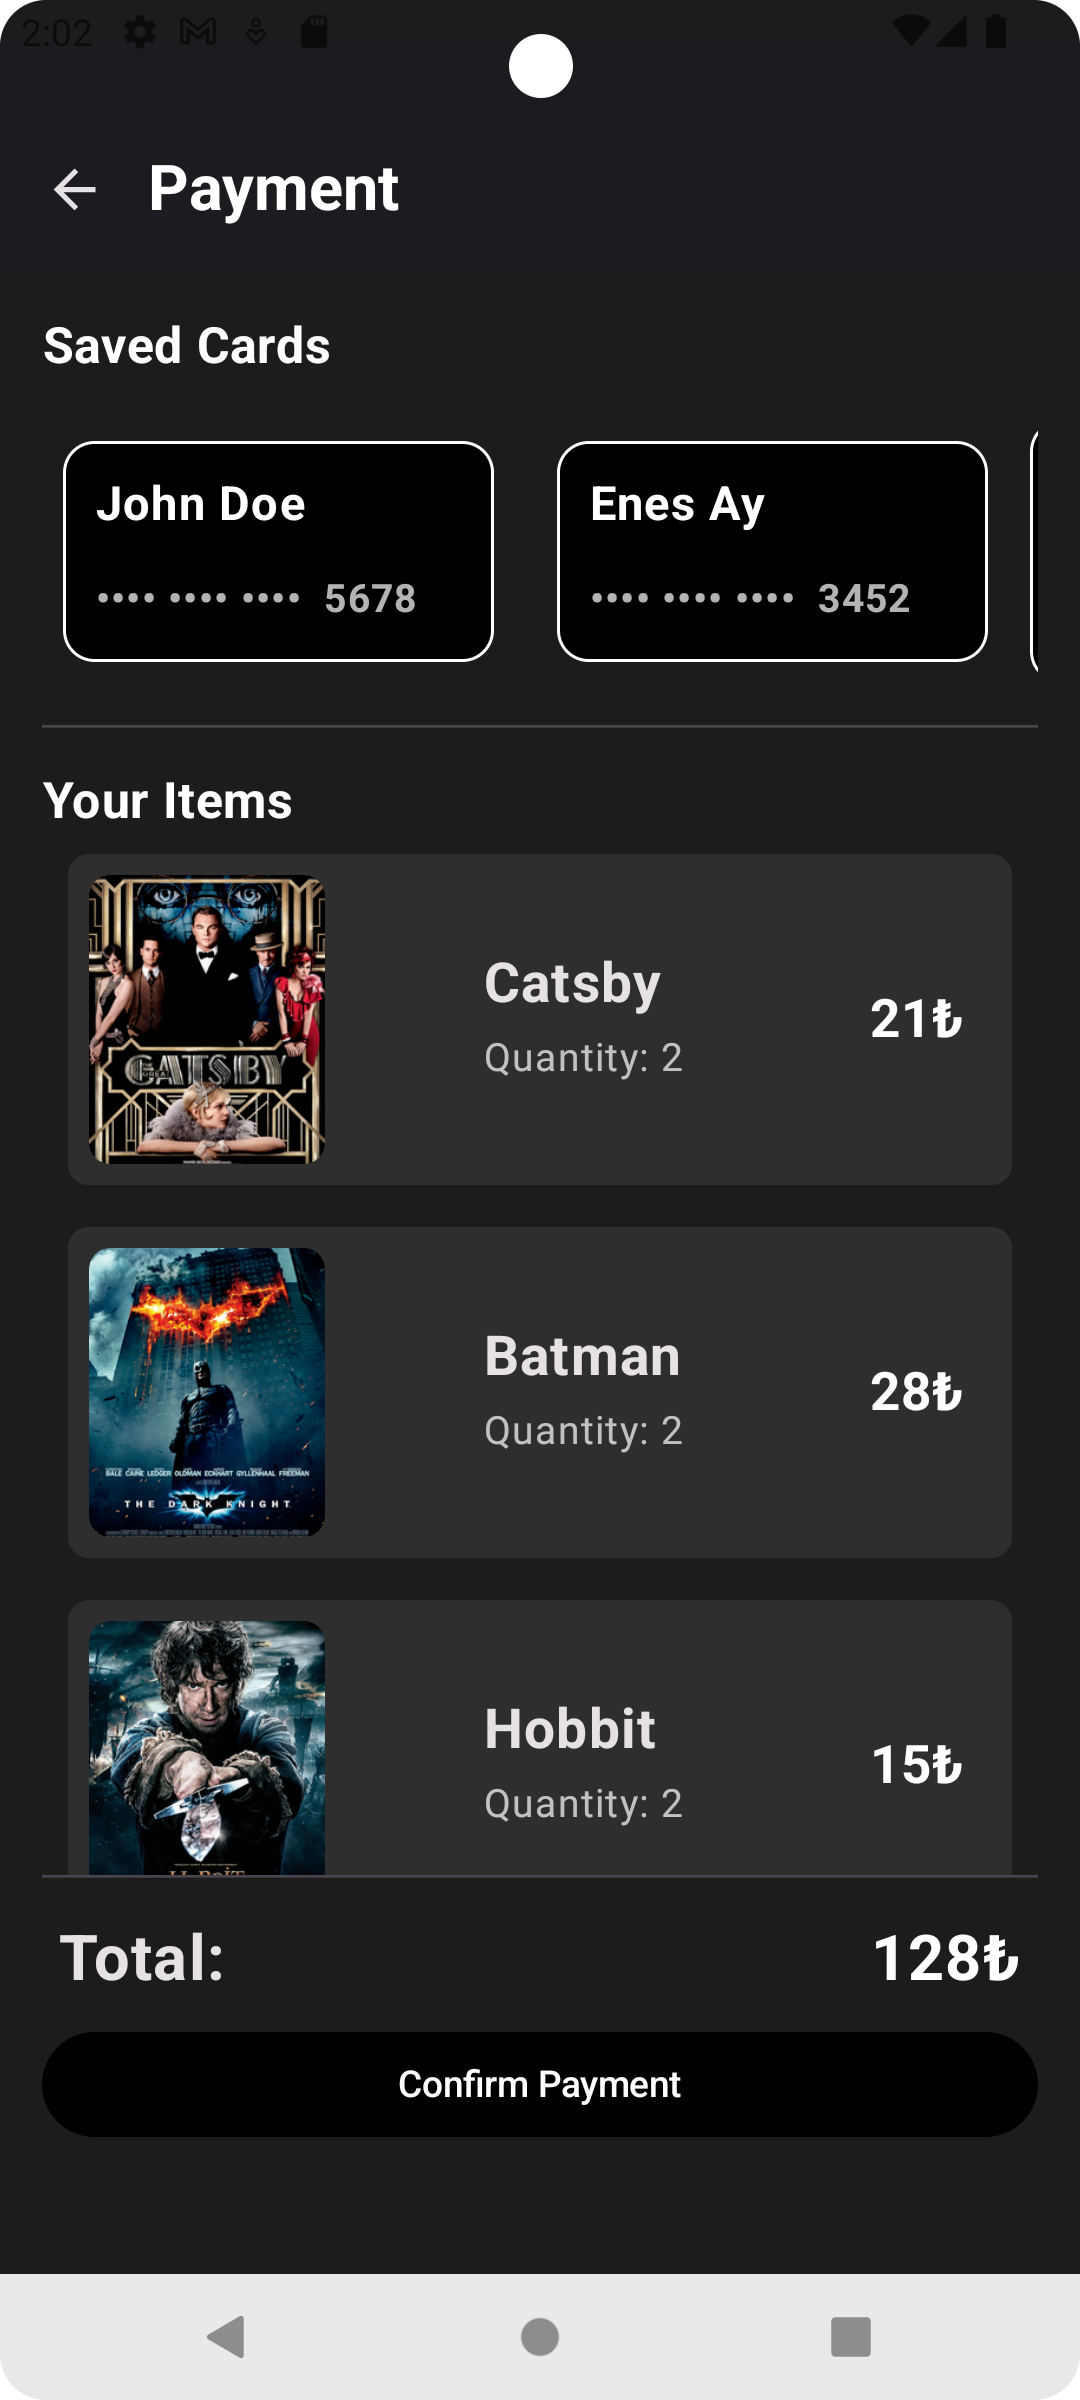 2:02
Payment
Saved Cards
John Doe
•••• •••• •••• 5678
Enes Ay
•••• •••• •••• 3452
Your Items
GATSBY
Catsby
Quantity: 2
21₺
BALE CAINE LEDGER OLDMAN ECKHART GYLLENHAAL FREEMAN
THE DARK KNIGHT
Batman
Quantity: 2
28₺
Hobbit
Quantity: 2
15₺
Total:
128₺
Confirm Payment